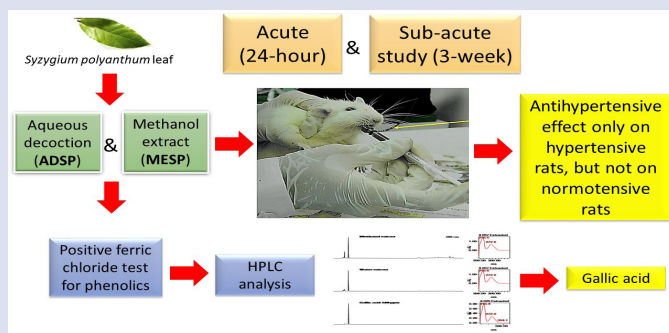 Acute
(24-hour)
&
Sub-acute
study (3-week)
Syzygium polyanthum leaf
Aqueous
decoction
(ADSP)
&
Methanol
extract
(MESP)
Antihypertensive
effect only on
hypertensive
rats, but not on
normotensive
rats
Positive ferric
chloride test
for phenolics
HPLC
analysis
Gallic acid